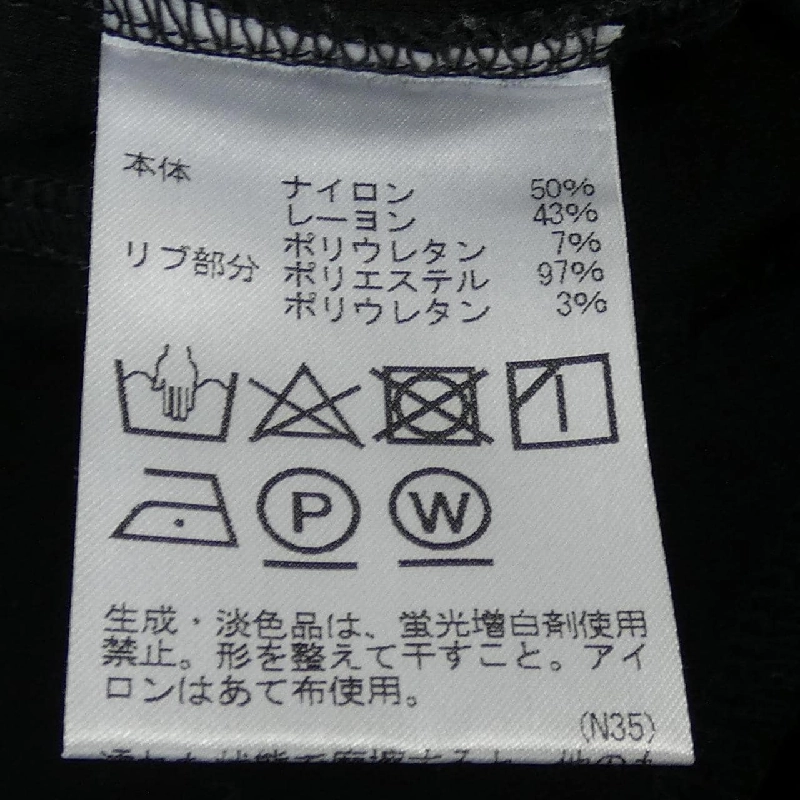 本体 ナイロン 50%
レーヨン 43%
ポリウレタン 7%
リブ部分 ポリエステル 97%
ポリウレタン 3%
P W
生成・淡色品は、蛍光増白剤使用
禁止。形を整えて干すこと。アイ
ロンはあて布使用。
(N35)